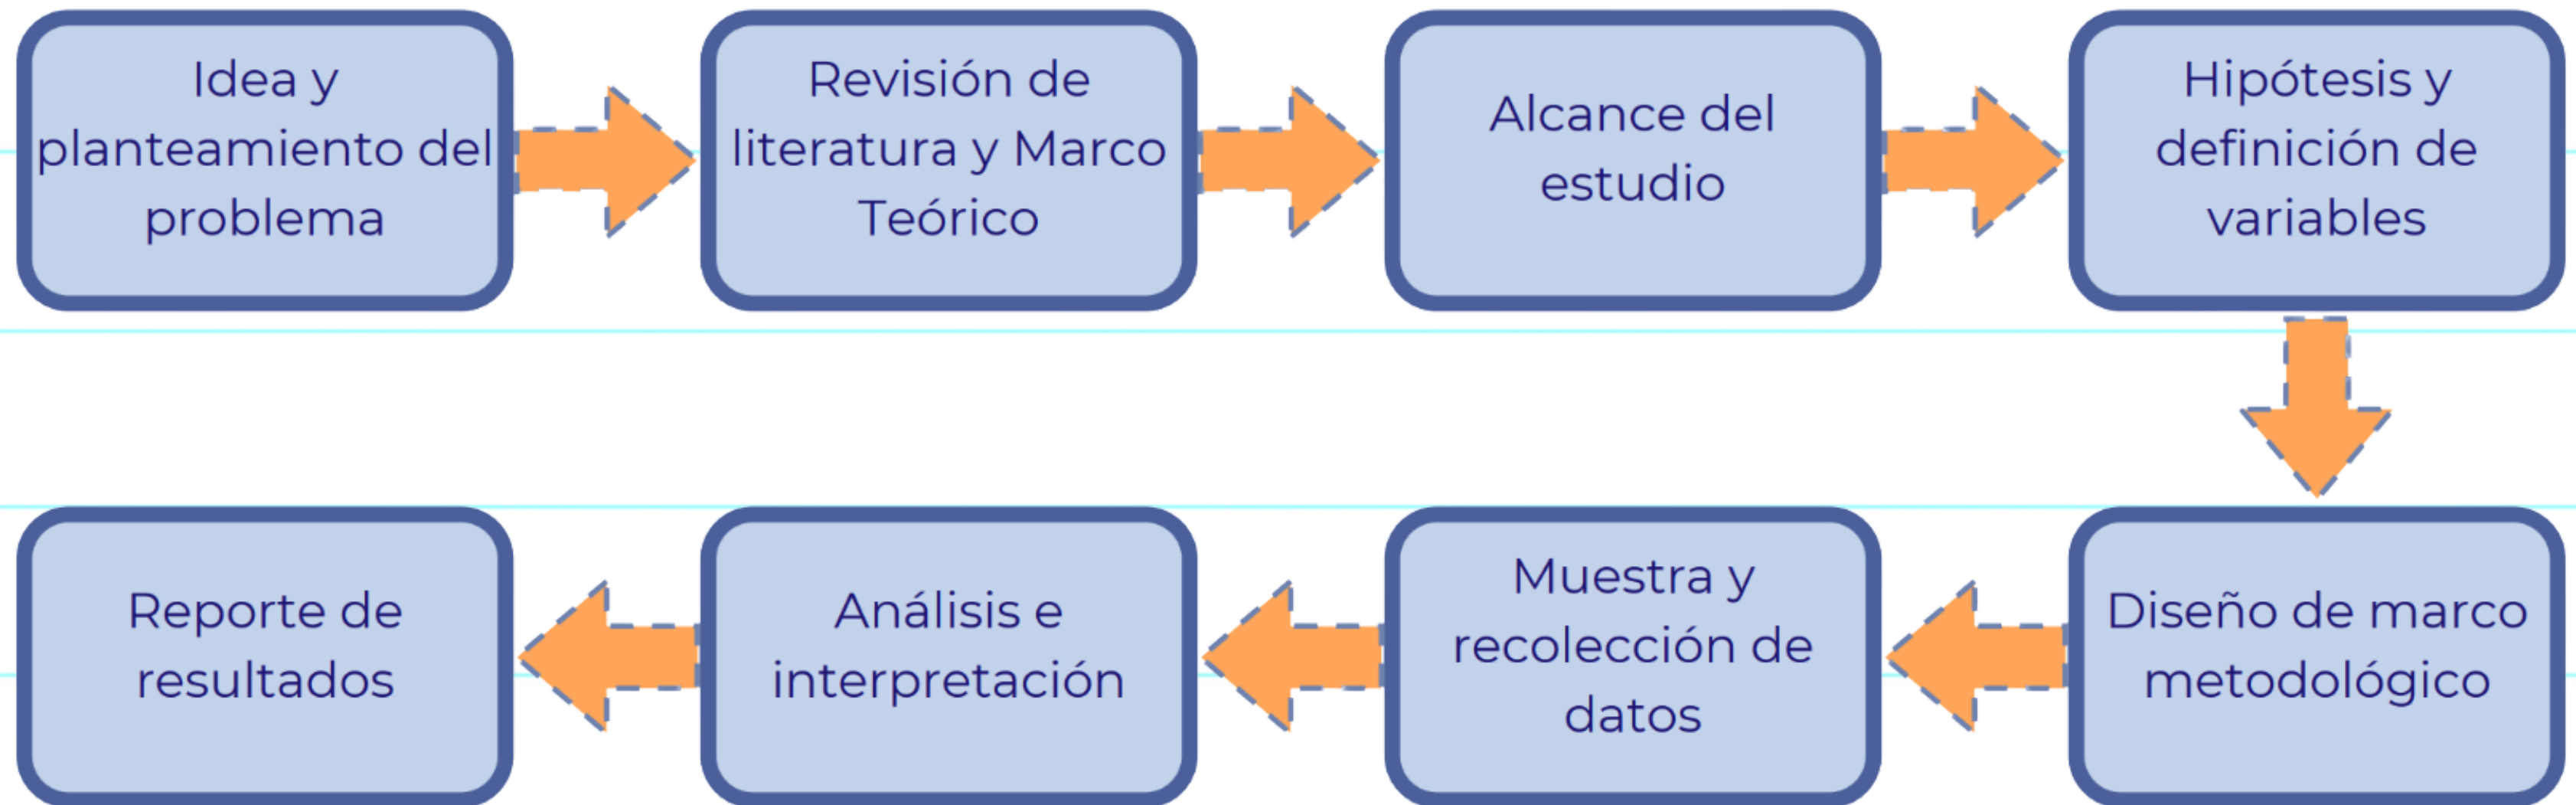 Idea y
planteamiento del
problema
Revisión de
literatura y Marco
Teórico
Alcance del
estudio
Hipótesis y
definición de
variables
Diseño de marco
metodológico
Muestra y
recolección de
datos
Análisis e
interpretación
Reporte de
resultados